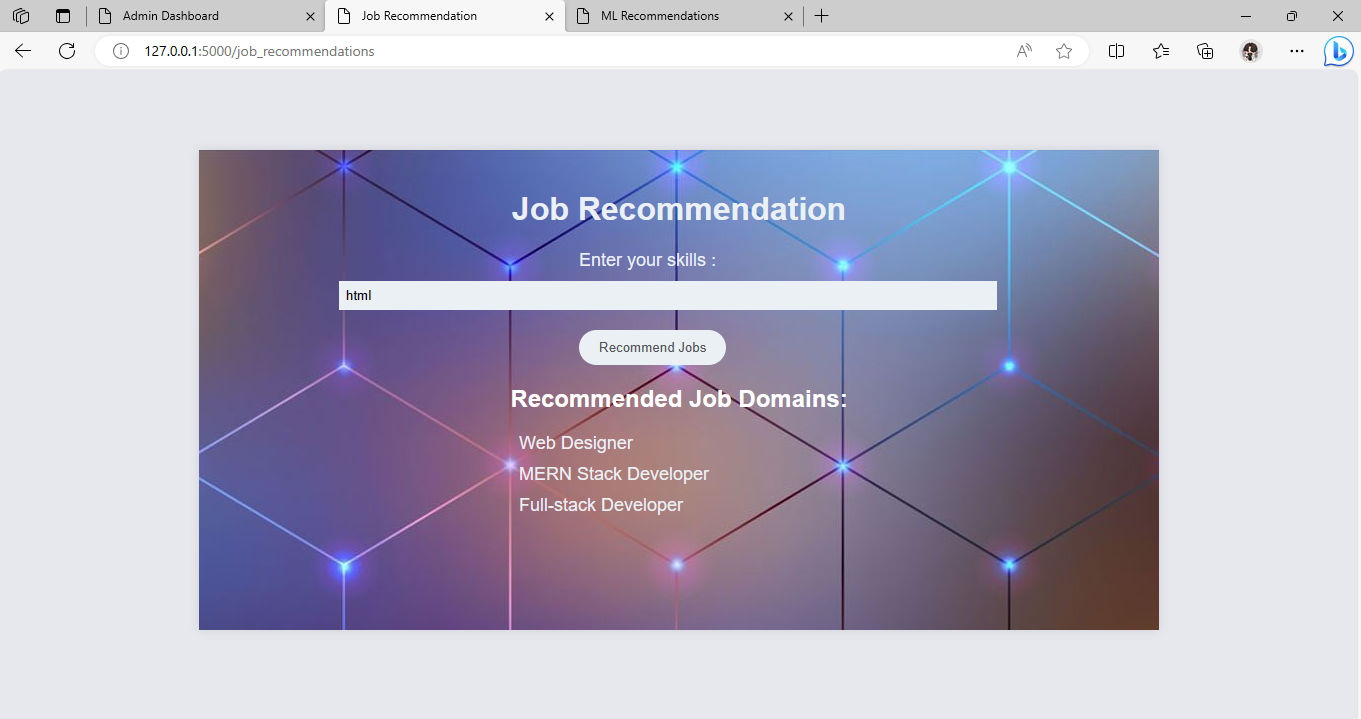 Admin Dashboard
Job Recommendation
ML Recommendations
127.0.0.1:5000/job_recommendations
Job Recommendation
Enter your skills :
html
Recommend Jobs
Recommended Job Domains:
Web Designer
MERN Stack Developer
Full-stack Developer